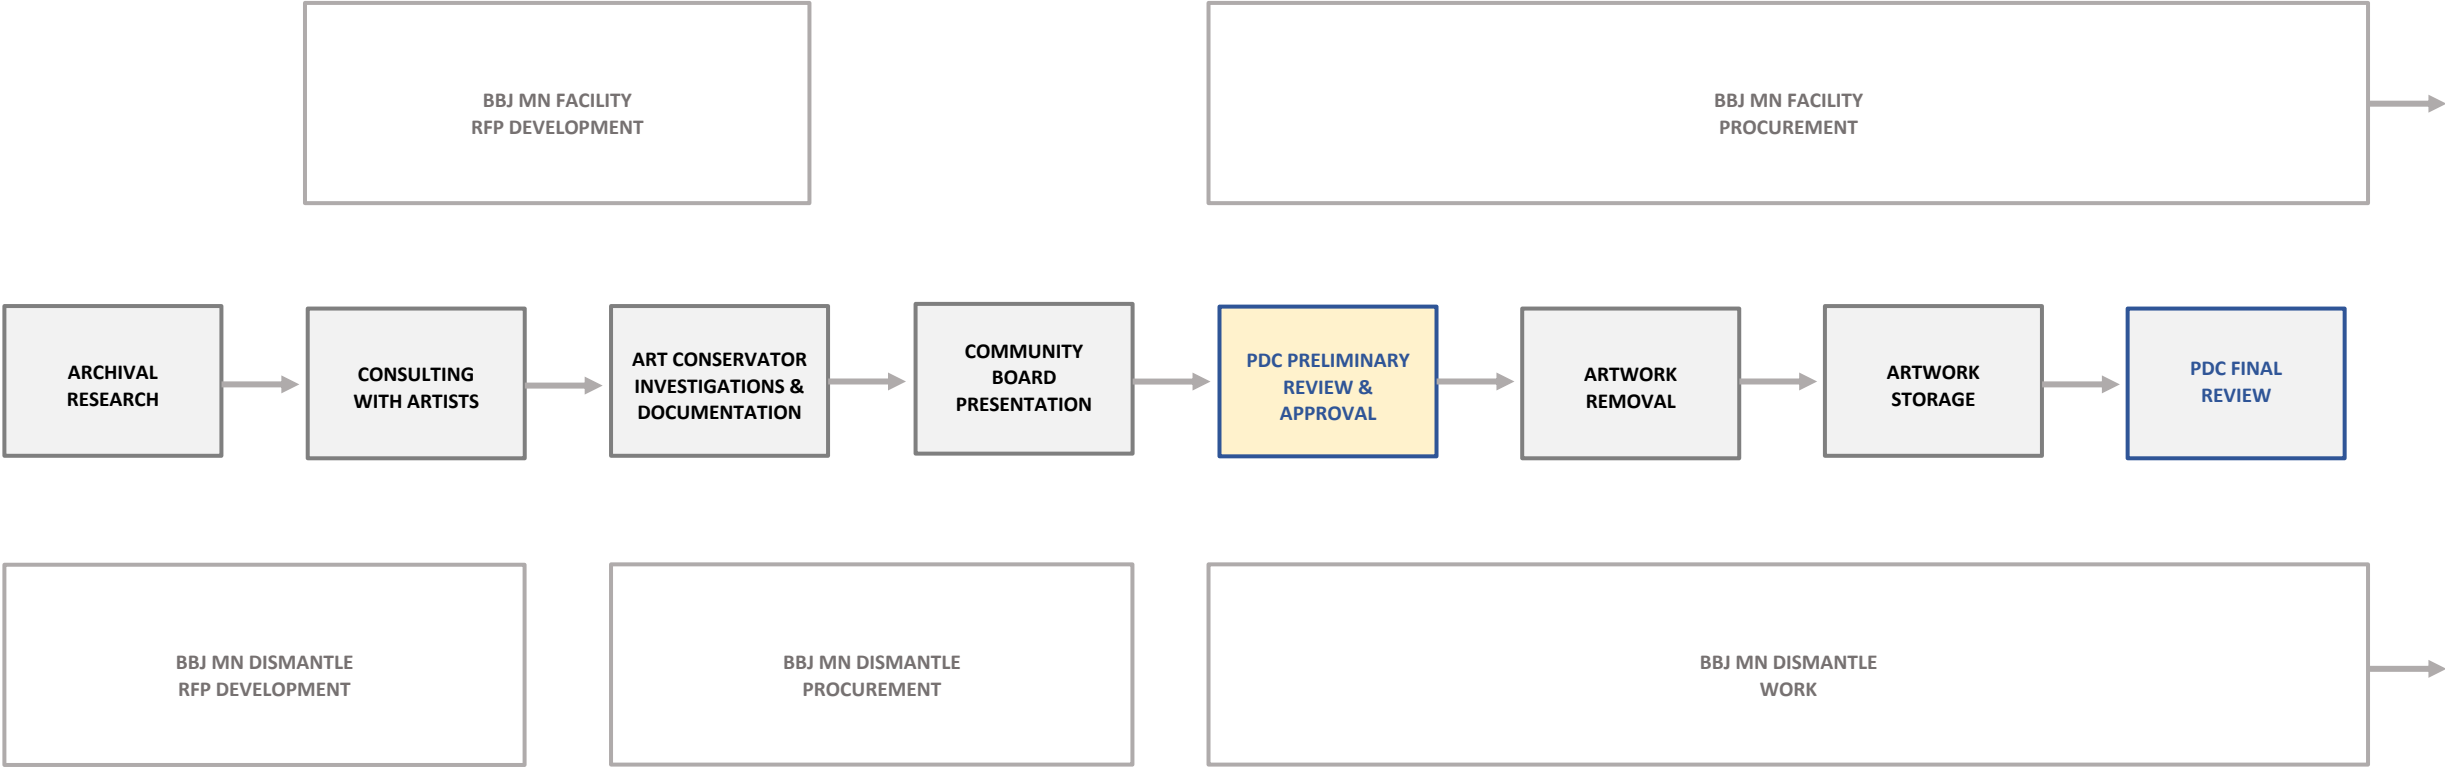 BBJ MN FACILITY
RFP DEVELOPMENT
BBJ MN FACILITY
PROCUREMENT
ARCHIVAL
RESEARCH
CONSULTING
WITH ARTISTS
ART CONSERVATOR
INVESTIGATIONS &
DOCUMENTATION
COMMUNITY
BOARD
PRESENTATION
PDC PRELIMINARY
REVIEW &
APPROVAL
ARTWORK
REMOVAL
ARTWORK
STORAGE
PDC FINAL
REVIEW
BBJ MN DISMANTLE
RFP DEVELOPMENT
BBJ MN DISMANTLE
PROCUREMENT
BBJ MN DISMANTLE
WORK